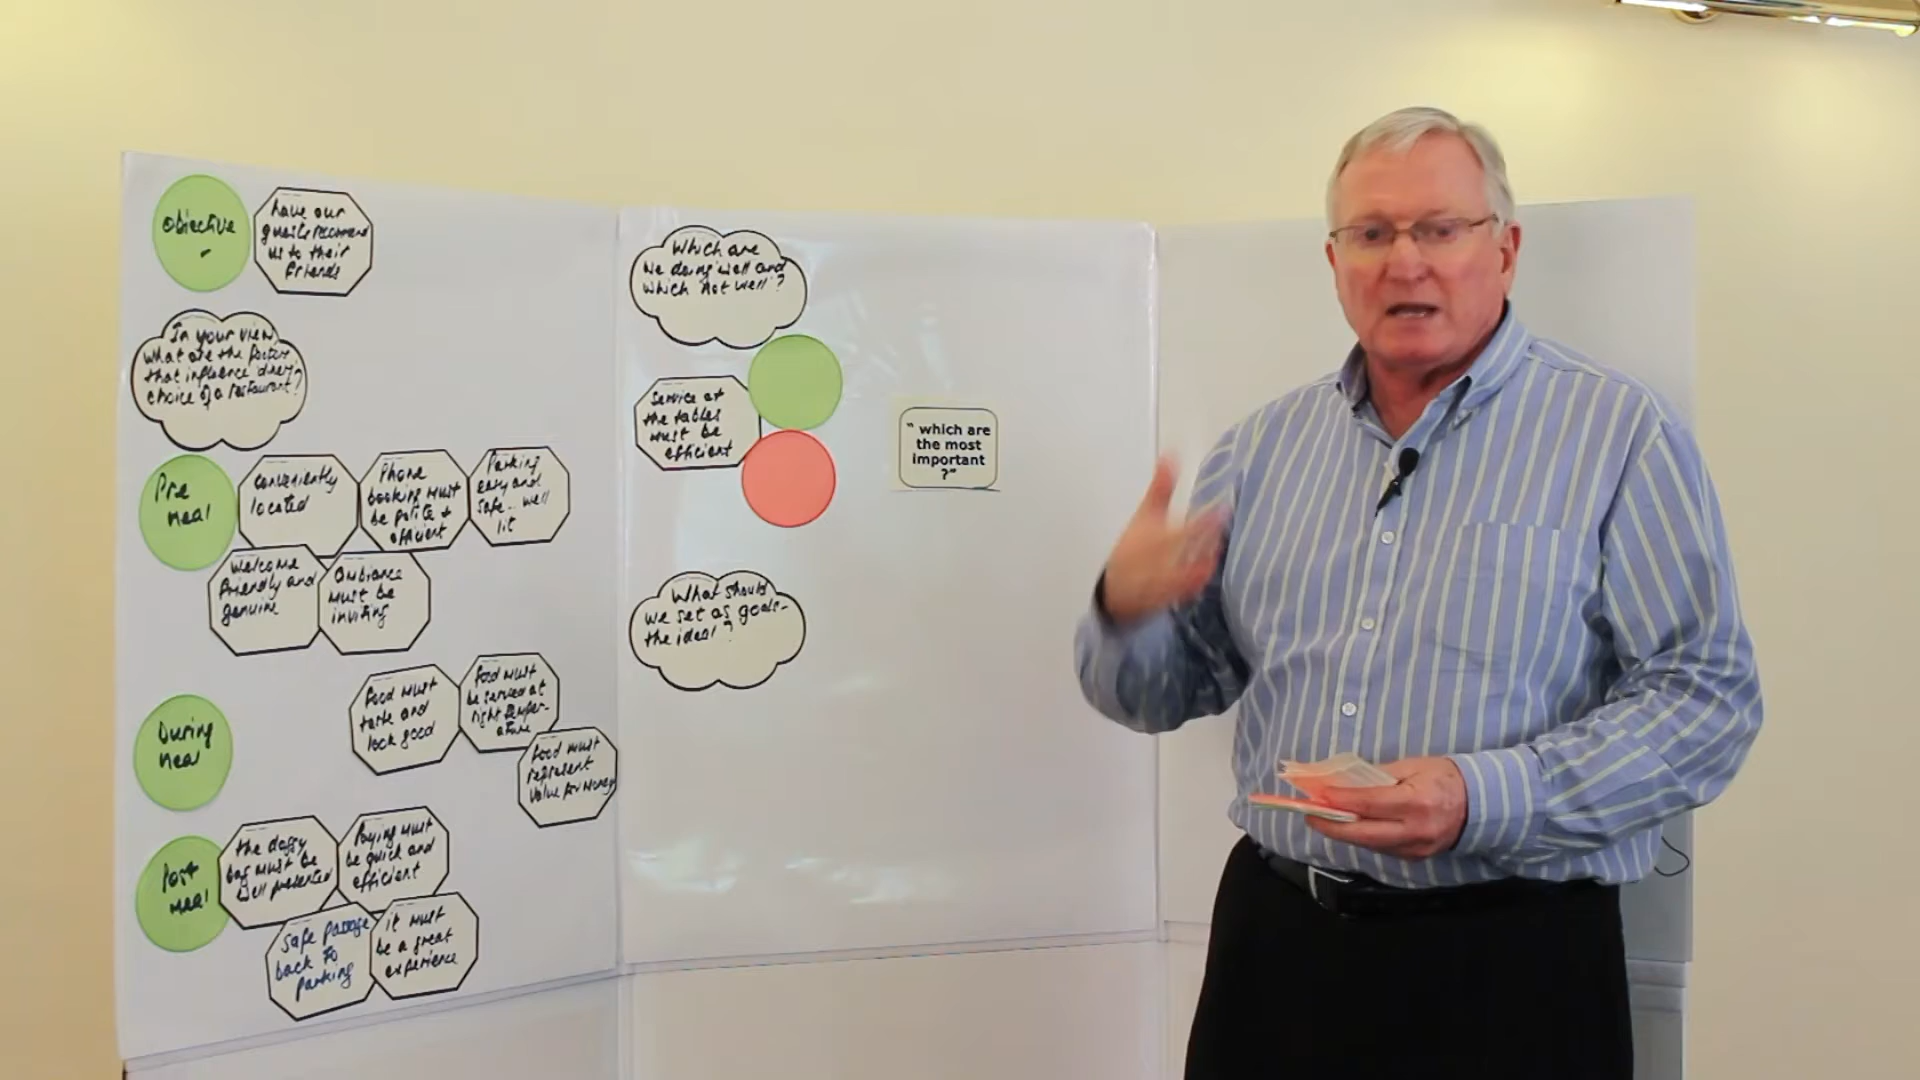 Objective
have our
guests recommend
us to their
friends
In your view,
what are the factors
that influence diners
choice of a restaurant?
Pre
meal
conveniently
located
Phone
booking must
be polite +
efficient
Parking
easy and
safe.. well
lit
Welcome
friendly and
genuine
Ambiance
must be
inviting
During
meal
Food must
taste and
look good
Food must
be served at
right temper-
ature
Food must
represent
value for money
Post
meal
the doggy
bag must be
well presented
Paying must
be quick and
efficient
Safe passage
back to
parking
it must
be a great
experience
Which are
we doing well and
which 'not well'?
Service at
the tables
must be
efficient
" which are
the most
important
?"
What should
we set as goals-
the ideal?